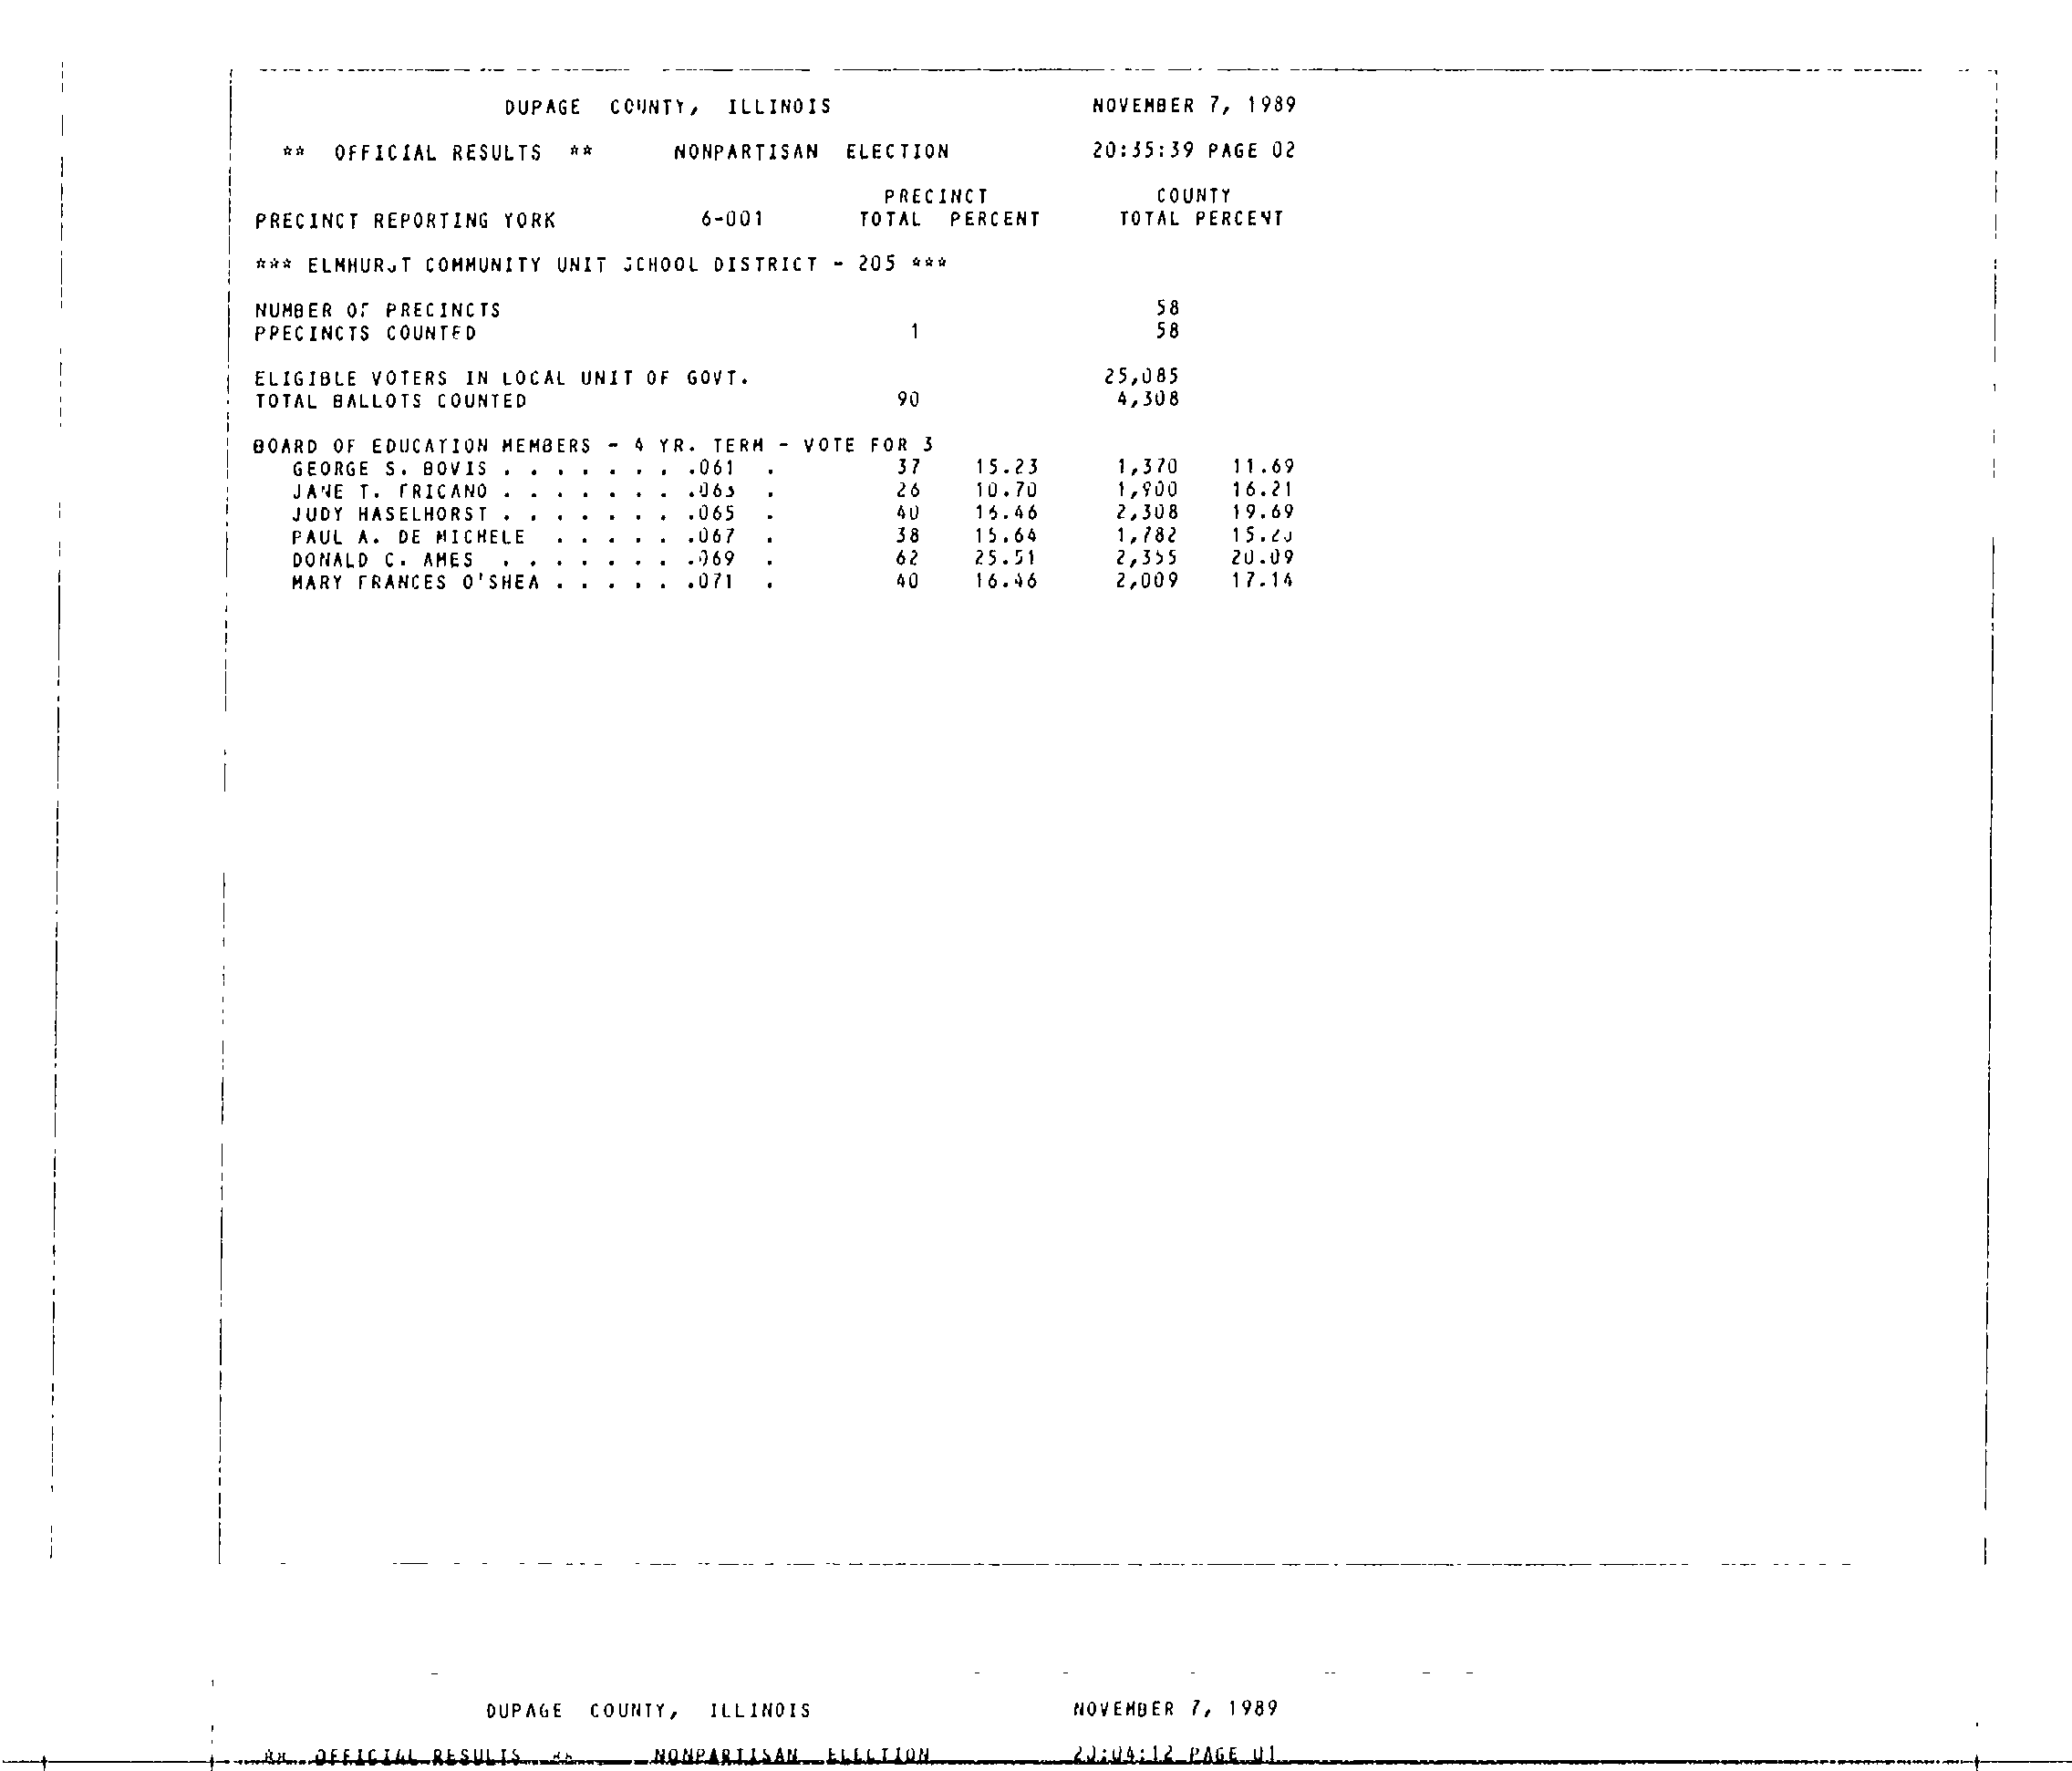 DUPAGE COUNTY, ILLINOIS NOVEMBER 7, 1989
** OFFICIAL RESULTS ** NONPARTISAN ELECTION 20:35:39 PAGE 02
PRECINCT COUNTY
PRECINCT REPORTING YORK 6-001 TOTAL PERCENT TOTAL PERCENT
*** ELMHURST COMMUNITY UNIT SCHOOL DISTRICT - 205 ***
NUMBER OF PRECINCTS 58
PRECINCTS COUNTED 1 58
ELIGIBLE VOTERS IN LOCAL UNIT OF GOVT. 25,085
TOTAL BALLOTS COUNTED 90 4,308
BOARD OF EDUCATION MEMBERS - 4 YR. TERM - VOTE FOR 3
GEORGE S. BOVIS . . . . . . . .061 . 37 15.23 1,370 11.69
JANE T. FRICANO . . . . . . . .063 . 26 10.70 1,900 16.21
JUDY HASELHORST . . . . . . . .065 . 40 16.46 2,308 19.69
PAUL A. DE MICHELE . . . . . .067 . 38 15.64 1,782
DONALD C. AMES . . . . . . . .069 . 62 25.51 2,355 20.09
MARY FRANCES O'SHEA . . . . . .071 . 40 16.46 2,009 17.14
DUPAGE COUNTY, ILLINOIS NOVEMBER 7, 1989
** OFFICIAL RESULTS ** NONPARTISAN ELECTION 20:04:12 PAGE 01